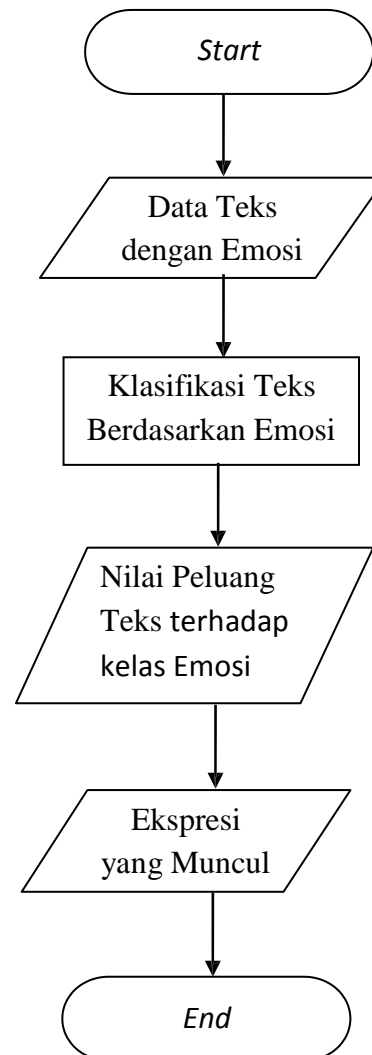 Start
Data Teks
dengan Emosi
Klasifikasi Teks
Berdasarkan Emosi
Nilai Peluang
Teks terhadap
kelas Emosi
Ekspresi
yang Muncul
End